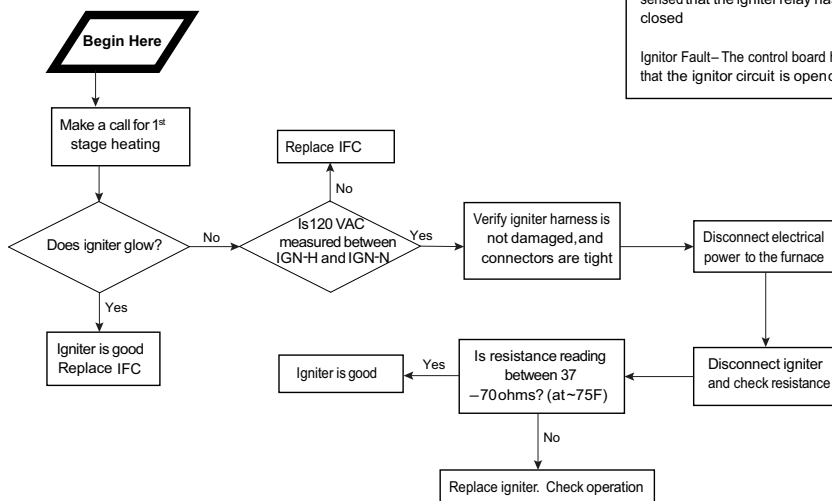 sensed that the igniter relay has
closed
Ignitor Fault– The control board
that the ignitor circuit is open
Begin Here
Make a call for 1st
stage heating
Does igniter glow?
No
Yes
Igniter is good
Replace IFC
Replace IFC
No
Is 120 VAC
measured between
IGN-H and IGN-N
Yes
Verify igniter harness is
not damaged, and
connectors are tight
Disconnect electrical
power to the furnace
Disconnect igniter
and check resistance
Is resistance reading
between 37
–70 ohms? (at ~75F)
Yes
Igniter is good
No
Replace igniter. Check operation